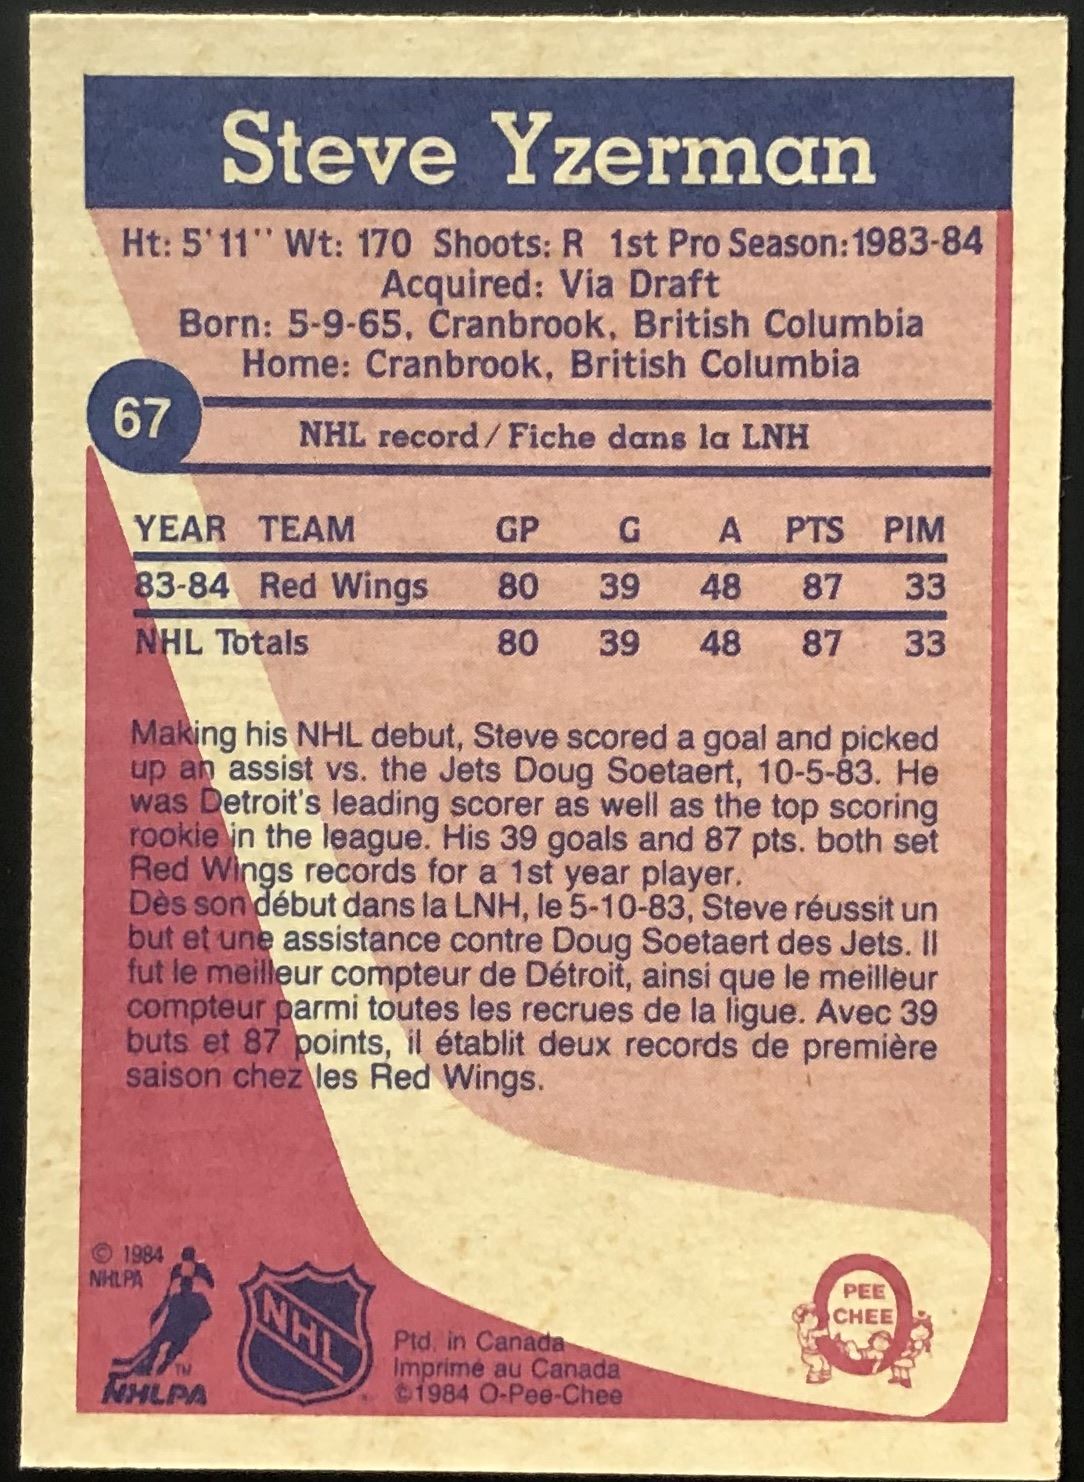 Steve Yzerman
Ht: 5'11" Wt: 170 Shoots: R 1st Pro Season: 1983-84
Acquired: Via Draft
Born: 5-9-65, Cranbrook, British Columbia
Home: Cranbrook, British Columbia
67
NHL record / Fiche dans la LNH
YEAR TEAM GP G A PTS PIM
83-84 Red Wings 80 39 48 87 33
NHL Totals 80 39 48 87 33
Making his NHL debut, Steve scored a goal and picked
up an assist vs. the Jets Doug Soetaert, 10-5-83. He
was Detroit's leading scorer as well as the top scoring
rookie in the league. His 39 goals and 87 pts. both set
Red Wings records for a 1st year player.
Dès son début dans la LNH, le 5-10-83, Steve réussit un
but et une assistance contre Doug Soetaert des Jets. Il
fut le meilleur compteur de Détroit, ainsi que le meilleur
compteur parmi toutes les recrues de la ligue. Avec 39
buts et 87 points, il établit deux records de première
saison chez les Red Wings.
© 1984
NHLPA
TM
NHLPA
NHL
Ptd. in Canada
Imprimé au Canada
©1984 O-Pee-Chee
O
PEE
CHEE